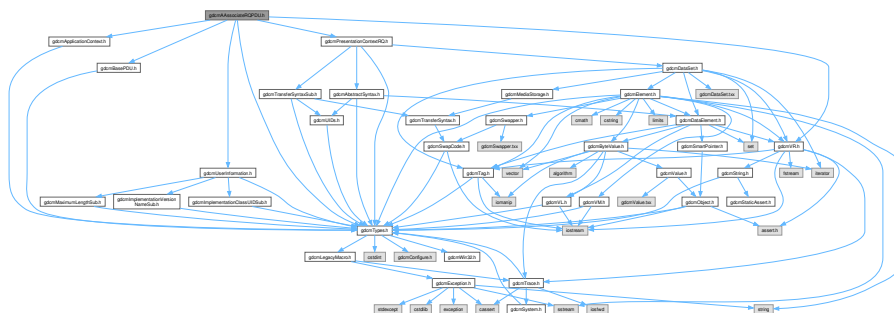 gdcmAAssociateRQPDU.h
gdcmApplicationContext.h
gdcmPresentationContextRQ.h
gdcmBasePDU.h
gdcmDataSet.h
gdcmTransferSyntaxSub.h
gdcmAbstractSyntax.h
gdcmMediaStorage.h
gdcmElement.h
gdcmDataSet.txx
gdcmUIDs.h
gdcmTransferSyntax.h
gdcmSwapper.h
cmath
cstring
limits
gdcmDataElement.h
gdcmSwapCode.h
gdcmSwapper.txx
gdcmByteValue.h
gdcmSmartPointer.h
set
gdcmVR.h
gdcmUserInformation.h
gdcmTag.h
vector
algorithm
gdcmValue.h
gdcmString.h
fstream
iterator
gdcmMaximumLengthSub.h
gdcmImplementationVersion
NameSub.h
gdcmImplementationClassUIDSub.h
iomanip
gdcmVL.h
gdcmVM.h
gdcmValue.txx
gdcmObject.h
gdcmStaticAssert.h
gdcmTypes.h
iostream
assert.h
gdcmLegacyMacro.h
cstdint
gdcmConfigure.h
gdcmWin32.h
gdcmException.h
gdcmTrace.h
stdexcept
cstdlib
exception
cassert
gdcmSystem.h
sstream
iosfwd
string